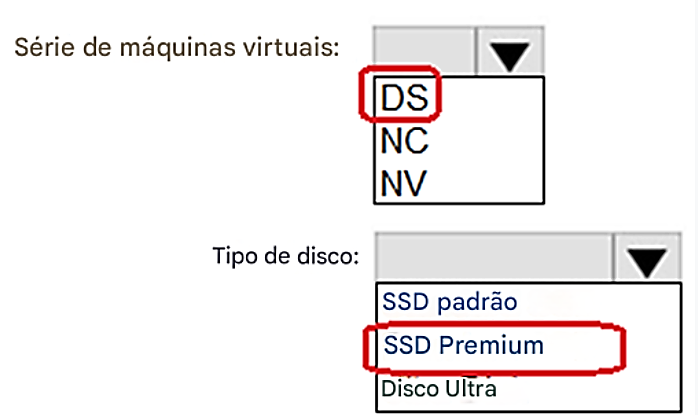 Série de máquinas virtuais:
DS
NC
NV
Tipo de disco:
SSD padrão
SSD Premium
Disco Ultra